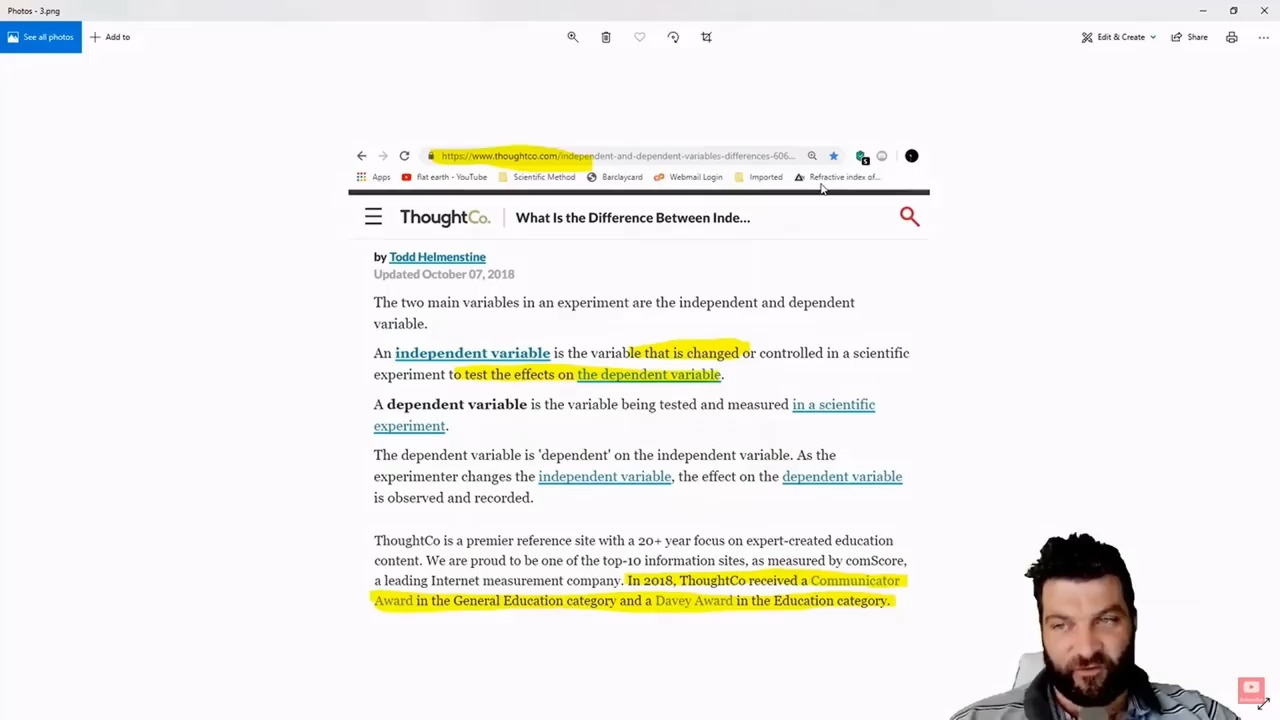 Photos - 3.png
See all photos
Add to
Edit & Create
Share
https://www.thoughtco.com/independent-and-dependent-variables-differences-606...
Apps
flat earth - YouTube
Scientific Method
Barclaycard
Webmail Login
Imported
Refractive index of...
ThoughtCo.
What Is the Difference Between Inde...
by Todd Helmenstine
Updated October 07, 2018
The two main variables in an experiment are the independent and dependent
variable.
An independent variable is the variable that is changed or controlled in a scientific
experiment to test the effects on the dependent variable.
A dependent variable is the variable being tested and measured in a scientific
experiment.
The dependent variable is 'dependent' on the independent variable. As the
experimenter changes the independent variable, the effect on the dependent variable
is observed and recorded.
ThoughtCo is a premier reference site with a 20+ year focus on expert-created education
content. We are proud to be one of the top-10 information sites, as measured by comScore,
a leading Internet measurement company. In 2018, ThoughtCo received a Communicator
Award in the General Education category and a Davey Award in the Education category.